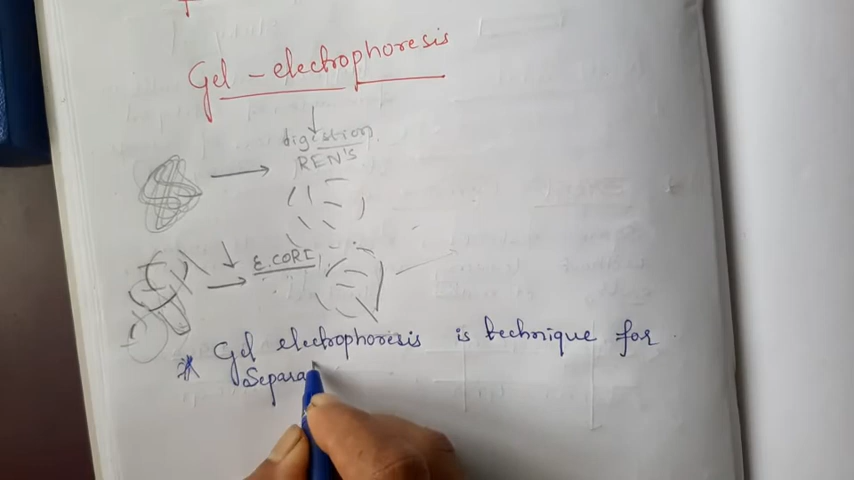 Gel - electrophoresis
digestion
REN'S
E.CORI
* Gel electrophoresis is technique for
Separa